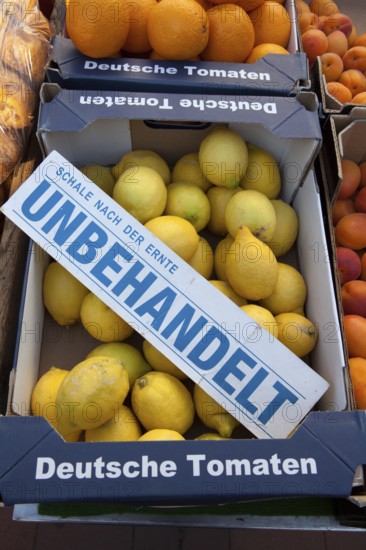 Deutsche Tomaten
Deutsche Tomaten
SCHALE NACH DER ERNTE
UNBEHANDELT
Deutsche Tomaten